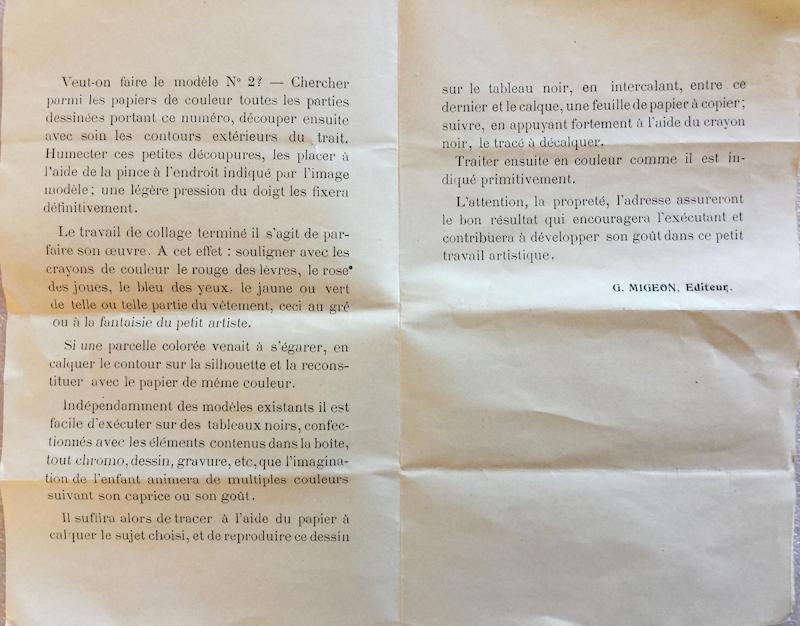 Veut-on faire le modèle N° 2? — Chercher
parmi les papiers de couleur toutes les parties
dessinées portant ce numéro, découper ensuite
avec soin les contours extérieurs du trait.
Humecter ces petites découpures, les placer à
l'aide de la pince à l'endroit indiqué par l'image
modèle; une légère pression du doigt les fixera
définitivement.
Le travail de collage terminé il s'agit de par-
faire son œuvre. A cet effet : souligner avec les
crayons de couleur le rouge des lèvres, le rose
des joues, le bleu des yeux, le jaune ou vert
de telle ou telle partie du vêtement, ceci au gré
ou à la fantaisie du petit artiste.
Si une parcelle colorée venait à s'égarer, en
calquer le contour sur la silhouette et la recons-
tituer avec le papier de même couleur.
Indépendamment des modèles existants il est
facile d'exécuter sur des tableaux noirs, confec-
tionnés avec les éléments contenus dans la boîte,
tout chromo, dessin, gravure, etc, que l'imagina-
tion de l'enfant animera de multiples couleurs
suivant son caprice ou son goût.
Il suffira alors de tracer à l'aide du papier à
calquer le sujet choisi, et de reproduire ce dessin
sur le tableau noir, en intercalant, entre ce
dernier et le calque, une feuille de papier à copier;
suivre, en appuyant fortement à l'aide du crayon
noir, le tracé à décalquer.
Traiter ensuite en couleur comme il est in-
diqué primitivement.
L'attention, la propreté, l'adresse assureront
le bon résultat qui encouragera l'exécutant et
contribuera à développer son goût dans ce petit
travail artistique.
G. MIGEON, Editeur.